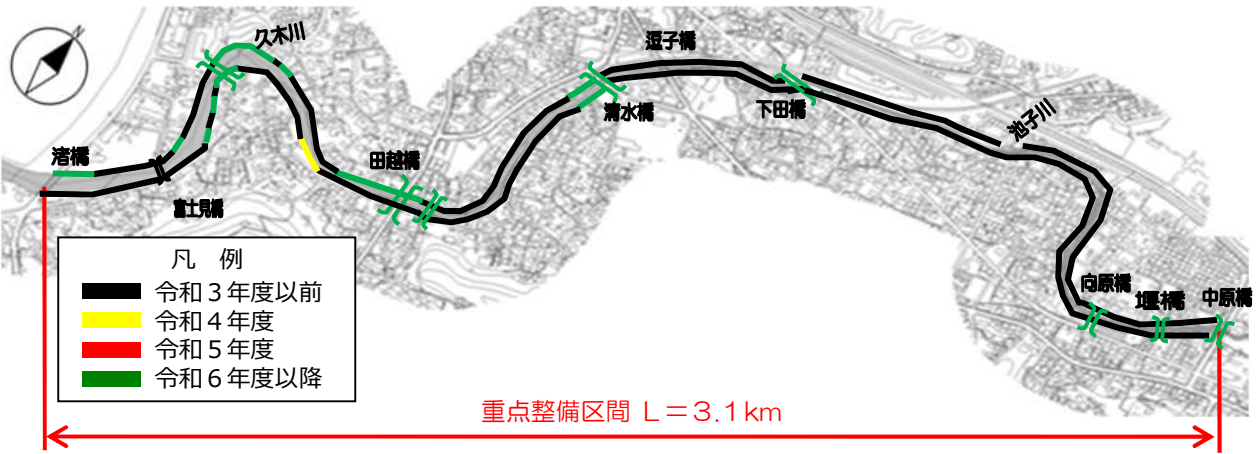 久木川
逗子橋
渚橋
富士見橋
田越橋
清水橋
下田橋
池子川
向原橋
堰橋
中原橋
凡 例
令和3年度以前
令和4年度
令和5年度
令和6年度以降
重点整備区間 L=3.1km